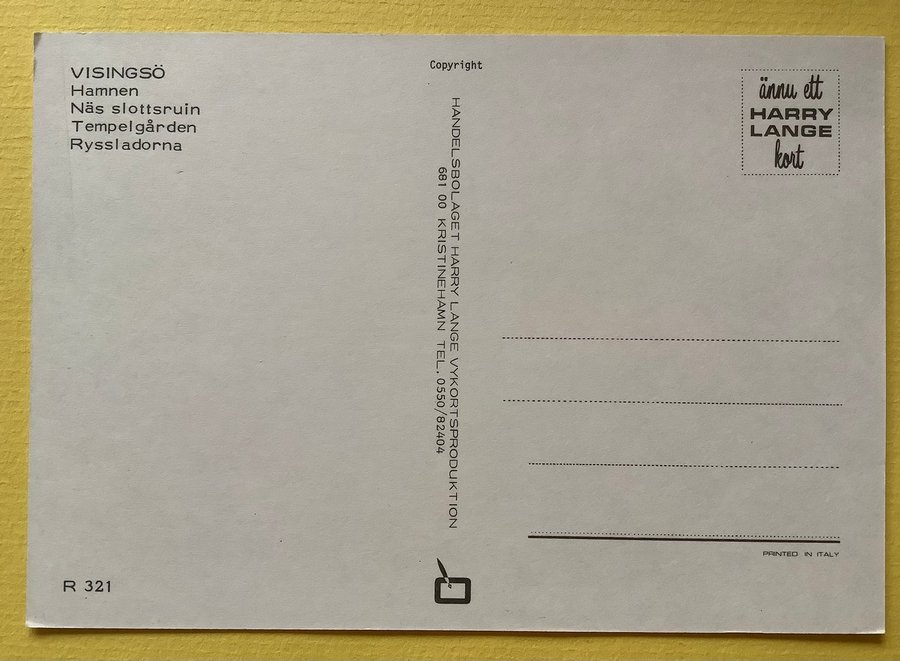 VISINGSÖ
Hamnen
Näs slottsruin
Tempelgården
Ryssladorna
R 321
Copyright
HANDELSBOLAGET HARRY LANGE VYKORTSPRODUKTION
681 00 KRISTINEHAMN TEL. 0550/82404
ännu ett
HARRY
LANGE
kort
PRINTED IN ITALY